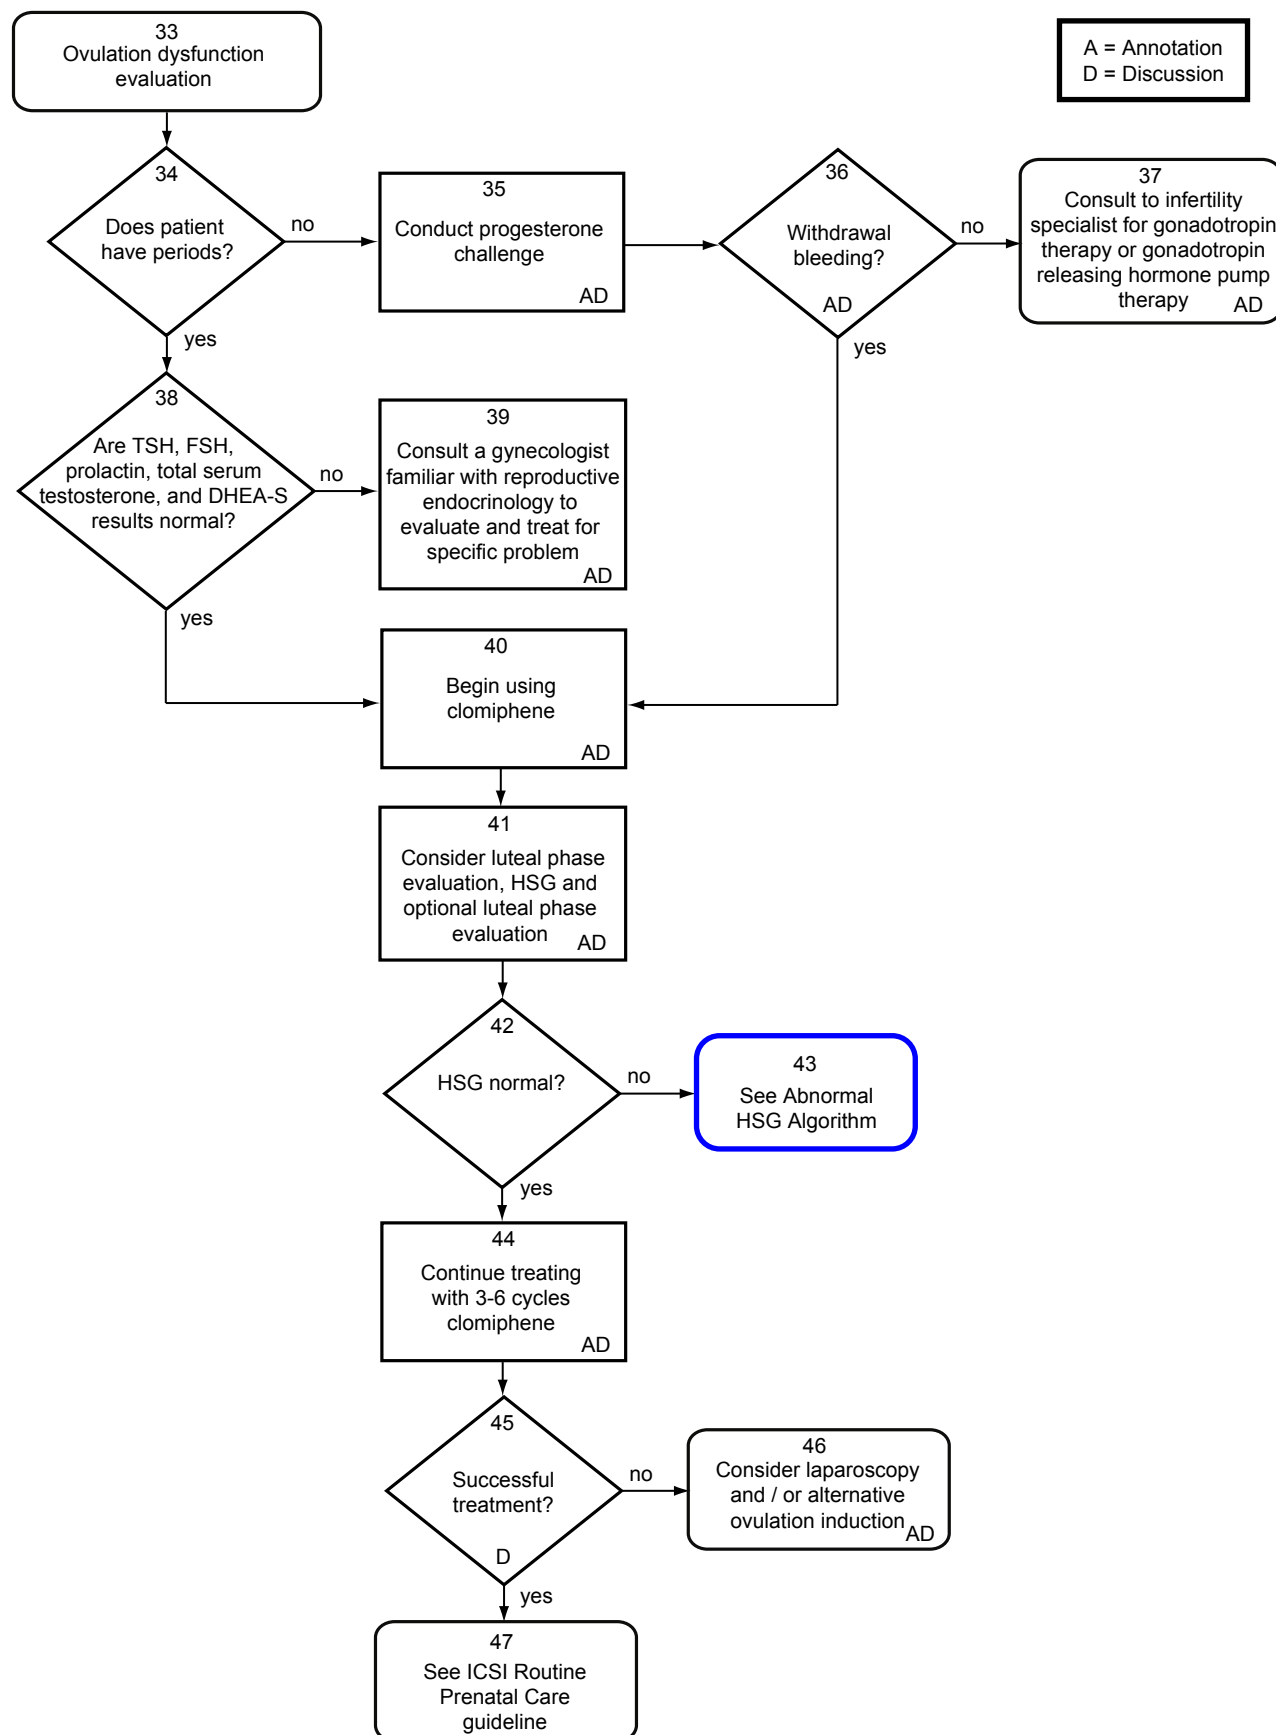 33
Ovulation dysfunction
evaluation
A = Annotation
D = Discussion
34
Does patient
have periods?
no
yes
35
Conduct progesterone
challenge
AD
36
Withdrawal
bleeding?
AD
no
yes
37
Consult to infertility
specialist for gonadotropin
therapy or gonadotropin
releasing hormone pump
therapy
AD
38
Are TSH, FSH,
prolactin, total serum
testosterone, and DHEA-S
results normal?
no
yes
39
Consult a gynecologist
familiar with reproductive
endocrinology to
evaluate and treat for
specific problem
AD
40
Begin using
clomiphene
AD
41
Consider luteal phase
evaluation, HSG and
optional luteal phase
evaluation
AD
42
HSG normal?
no
yes
43
See Abnormal
HSG Algorithm
44
Continue treating
with 3-6 cycles
clomiphene
AD
45
Successful
treatment?
D
no
yes
46
Consider laparoscopy
and / or alternative
ovulation induction
AD
47
See ICSI Routine
Prenatal Care
guideline